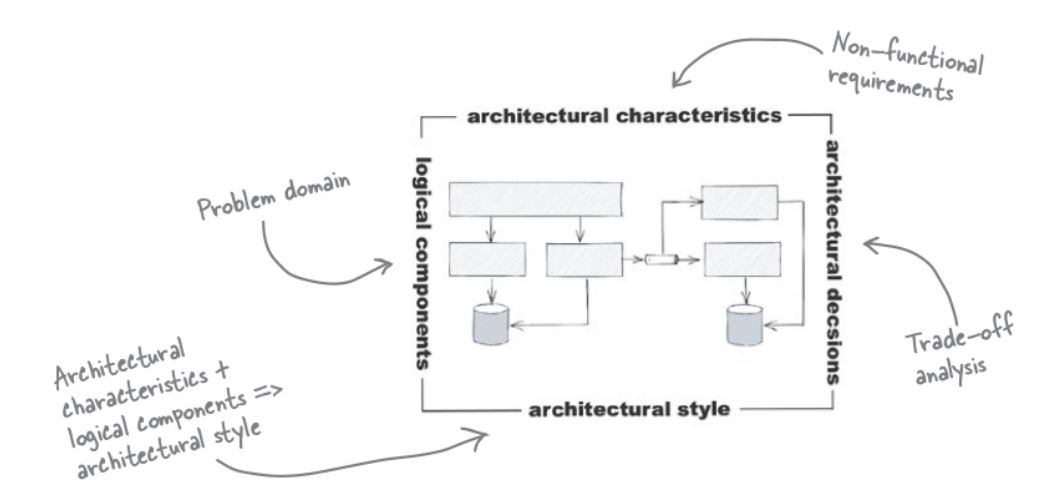 Non-functional
requirements
architectural characteristics
Problem domain
logical components
architectural decsions
Trade-off
analysis
Architectural
characteristics +
logical components =>
architectural style
architectural style